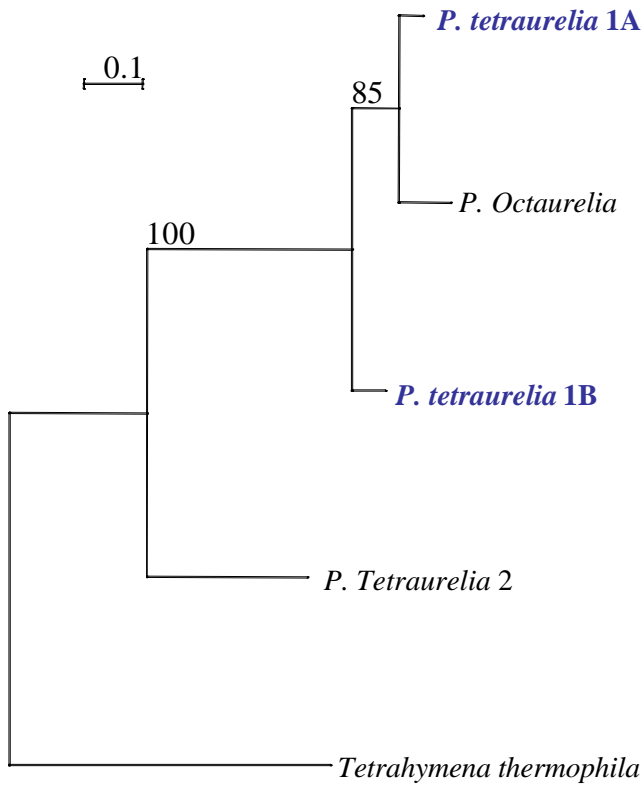 P. tetraurelia 1A
0.1
85
P. Octaurelia
100
P. tetraurelia 1B
P. Tetraurelia 2
Tetrahymena thermophila